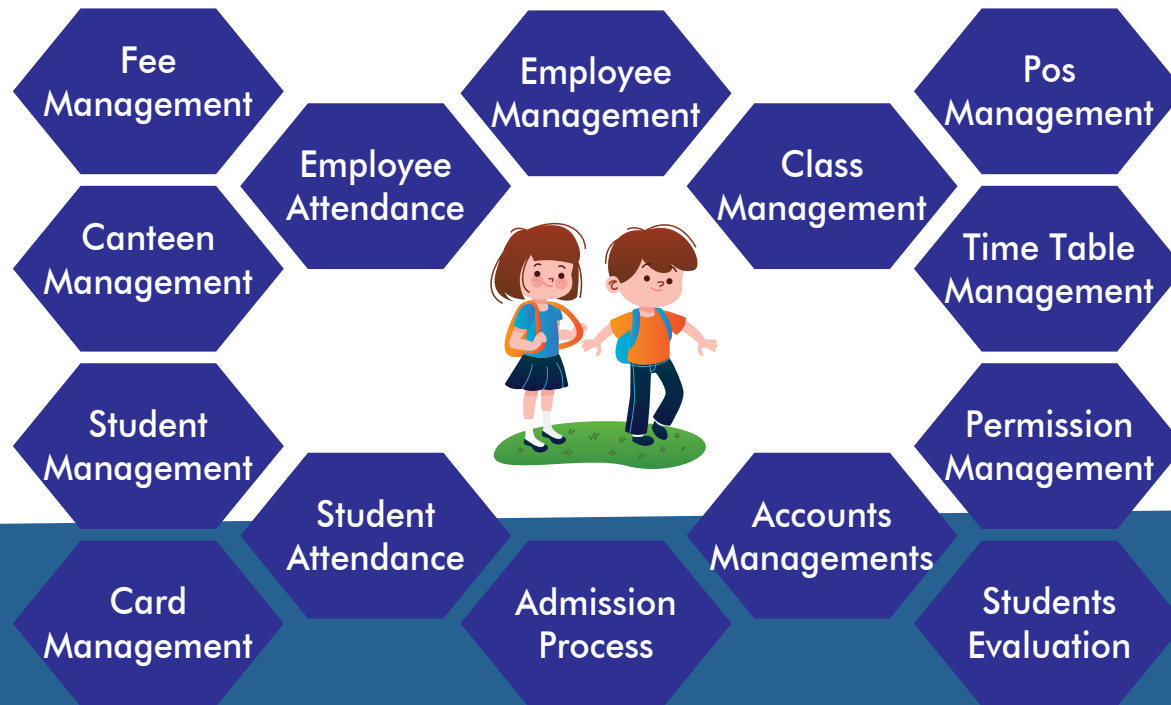 Fee
Management
Employee
Management
Pos
Management
Employee
Attendance
Class
Management
Canteen
Management
Time Table
Management
Student
Management
Permission
Management
Student
Attendance
Accounts
Managements
Card
Management
Admission
Process
Students
Evaluation